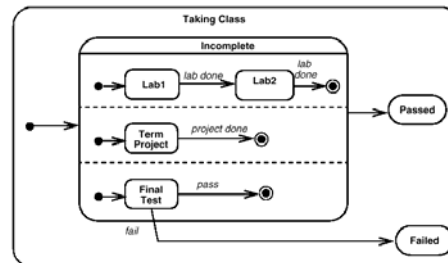 Taking Class
Incomplete
Lab1
lab done
Lab2
lab
done
Passed
Term
Project
project done
Final
Test
pass
fail
Failed